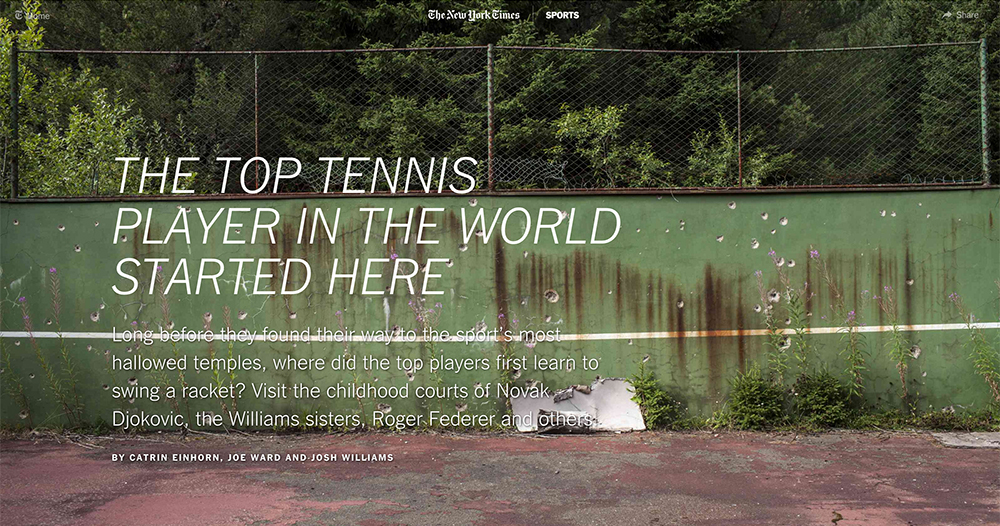 Home
The New York Times
SPORTS
Share
THE TOP TENNIS
PLAYER IN THE WORLD
STARTED HERE
Long before they found their way to the sport's most
hallowed temples, where did the top players first learn to
swing a racket? Visit the childhood courts of Novak
Djokovic, the Williams sisters, Roger Federer and others.
BY CATRIN EINHORN, JOE WARD AND JOSH WILLIAMS